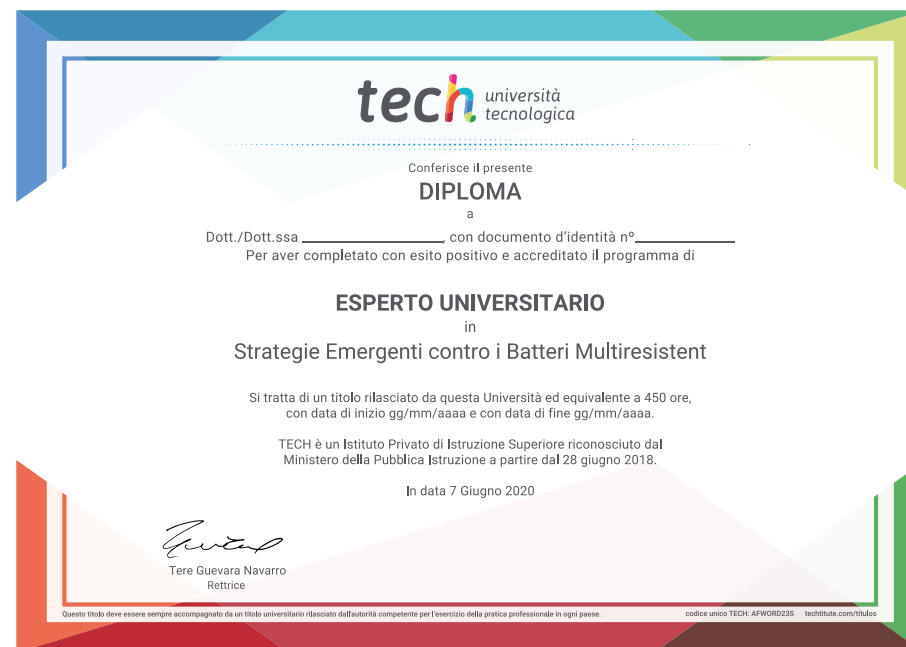 tech università
tecnologica
Conferisce il presente
DIPLOMA
a
Dott./Dott.ssa ____________________, con documento d'identità nº______________
Per aver completato con esito positivo e accreditato il programma di
ESPERTO UNIVERSITARIO
in
Strategie Emergenti contro i Batteri Multiresistent
Si tratta di un titolo rilasciato da questa Università ed equivalente a 450 ore,
con data di inizio gg/mm/aaaa e con data di fine gg/mm/aaaa.
TECH è un Istituto Privato di Istruzione Superiore riconosciuto dal
Ministero della Pubblica Istruzione a partire dal 28 giugno 2018.
In data 7 Giugno 2020
Tere Guevara Navarro
Rettrice
Questo titolo deve essere sempre accompagnato da un titolo universitario rilasciato dall'autorità competente per l'esercizio della pratica professionale in ogni paese. codice unico TECH: AFWORD23S techtitute.com/títulos